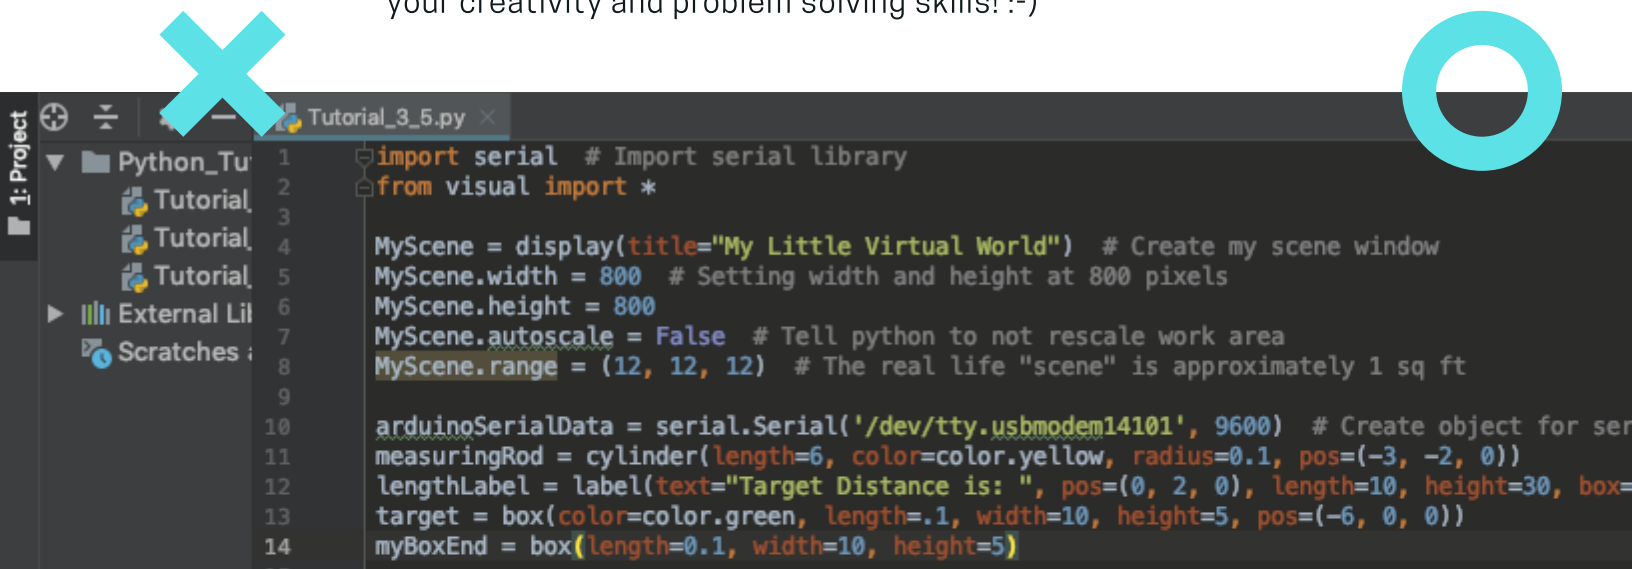 your creativity and problem solving skills! :-)
Tutorial_3_5.py
1: Project
Python_Tu
Tutorial_
Tutorial_
Tutorial_
External Lib
Scratches a
1 import serial  # Import serial library
2 from visual import *
3
4 MyScene = display(title="My Little Virtual World")  # Create my scene window
5 MyScene.width = 800  # Setting width and height at 800 pixels
6 MyScene.height = 800
7 MyScene.autoscale = False  # Tell python to not rescale work area
8 MyScene.range = (12, 12, 12)  # The real life "scene" is approximately 1 sq ft
9
10 arduinoSerialData = serial.Serial('/dev/tty.usbmodem14101', 9600)  # Create object for ser
11 measuringRod = cylinder(length=6, color=color.yellow, radius=0.1, pos=(-3, -2, 0))
12 lengthLabel = label(text="Target Distance is: ", pos=(0, 2, 0), length=10, height=30, box=
13 target = box(color=color.green, length=.1, width=10, height=5, pos=(-6, 0, 0))
14 myBoxEnd = box(length=0.1, width=10, height=5)